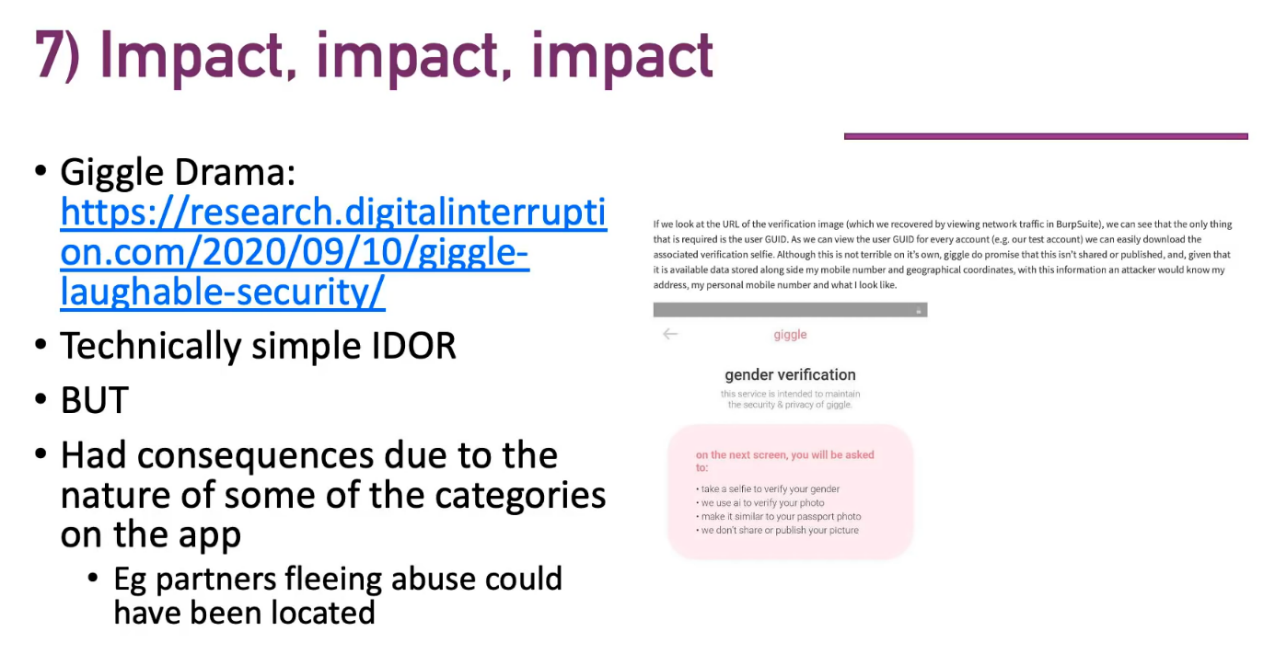 7) Impact, impact, impact
• Giggle Drama:
https://research.digitalinterrupti
on.com/2020/09/10/giggle-
laughable-security/
• Technically simple IDOR
• BUT
• Had consequences due to the
nature of some of the categories
on the app
• Eg partners fleeing abuse could
have been located
If we look at the URL of the verification image (which we recovered by viewing network traffic in BurpSuite), we can see that the only thing
that is required is the user GUID. As we can view the user GUID for every account (e.g. our test account) we can easily download the
associated verification selfie. Although this is not terrible on it's own, giggle do promise that this isn't shared or published, and, given that
it is available data stored along side my mobile number and geographical coordinates, with this information an attacker would know my
address, my personal mobile number and what I look like.
giggle
gender verification
this service is intended to maintain
the security & privacy of giggle.
on the next screen, you will be asked
to:
• take a selfie to verify your gender
• we use ai to verify your photo
• make it similar to your passport photo
• we don't share or publish your picture